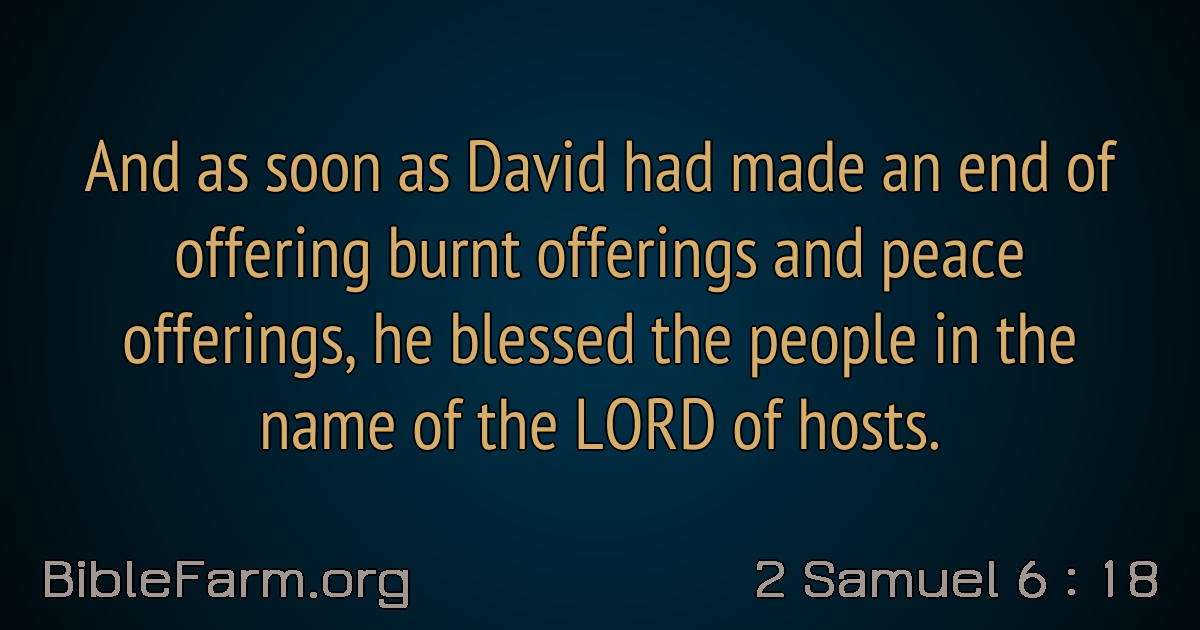 And as soon as David had made an end of
offering burnt offerings and peace
offerings, he blessed the people in the
name of the LORD of hosts.
BibleFarm.org
2 Samuel 6 : 18